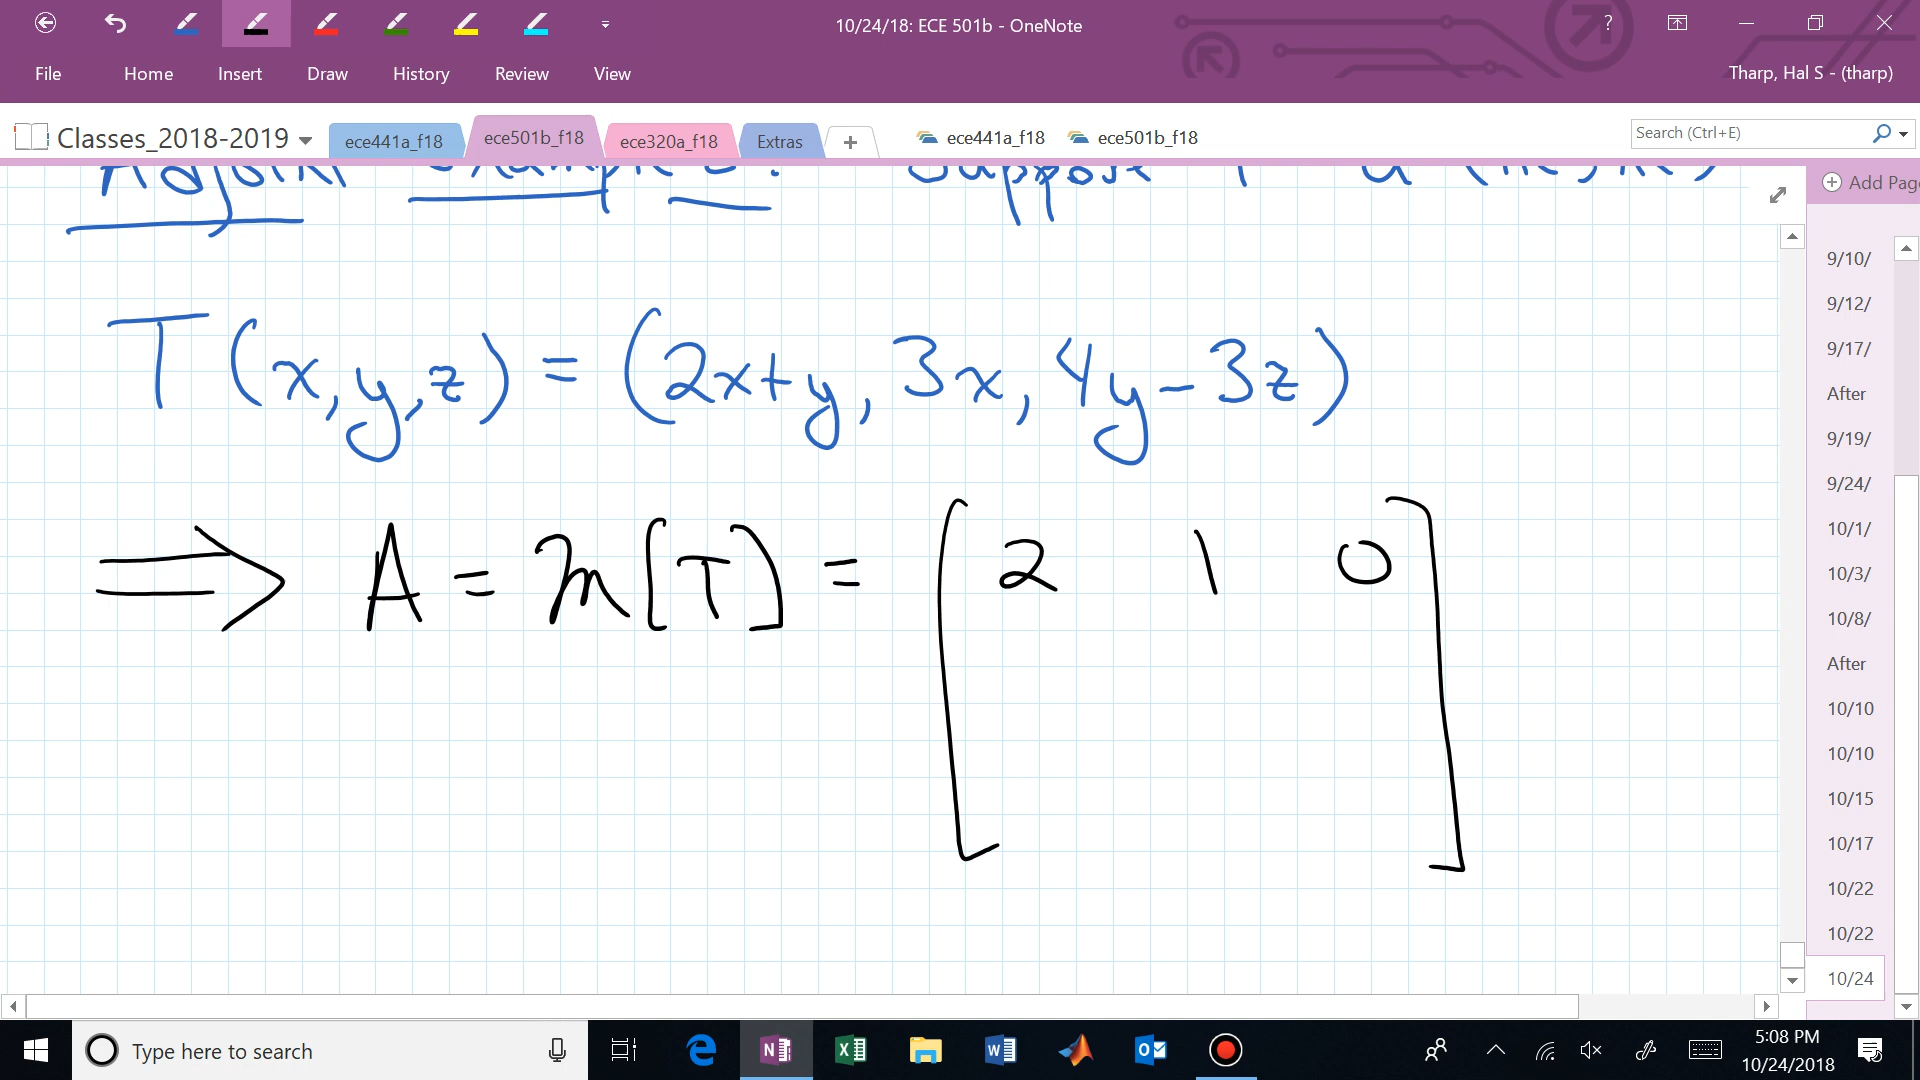 10/24/18: ECE 501b - OneNote
?
File Home Insert Draw History Review View
Tharp, Hal S - (tharp)
Classes_2018-2019 ece441a_f18 ece501b_f18 ece320a_f18 Extras + ece441a_f18 ece501b_f18
Search (Ctrl+E)
Adjoint Example : Suppose T
Add Page
T(x,y,z) = (2x+y, 3x, 4y-3z)
⟹ A = m[T] = [ 2 1 0 ]
9/10/
9/12/
9/17/
After
9/19/
9/24/
10/1/
10/3/
10/8/
After
10/10
10/10
10/15
10/17
10/22
10/22
10/24
Type here to search
5:08 PM
10/24/2018